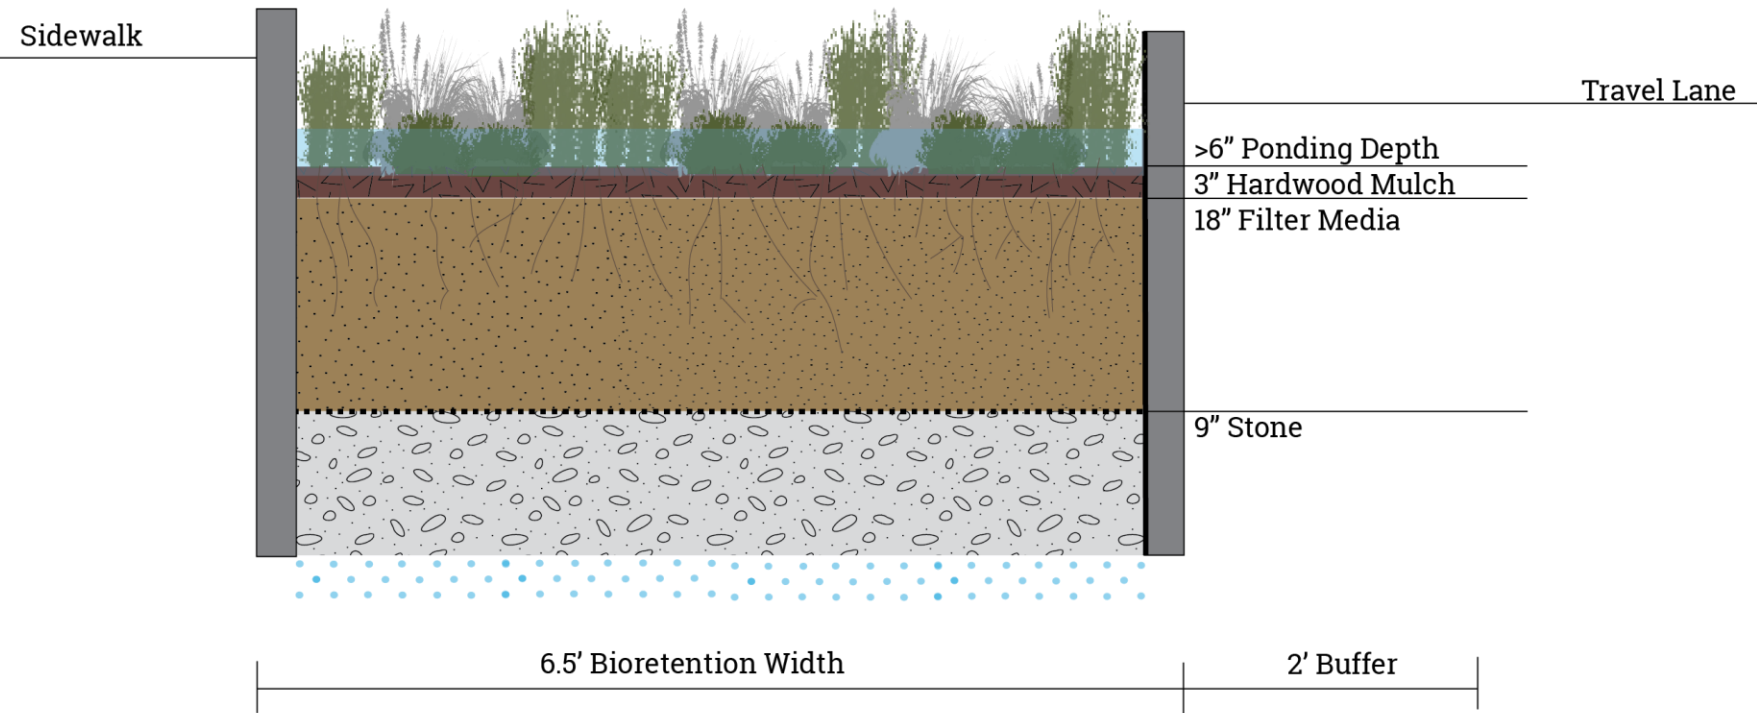 Sidewalk
Travel Lane
>6” Ponding Depth
3” Hardwood Mulch
18” Filter Media
9” Stone
6.5’ Bioretention Width
2’ Buffer